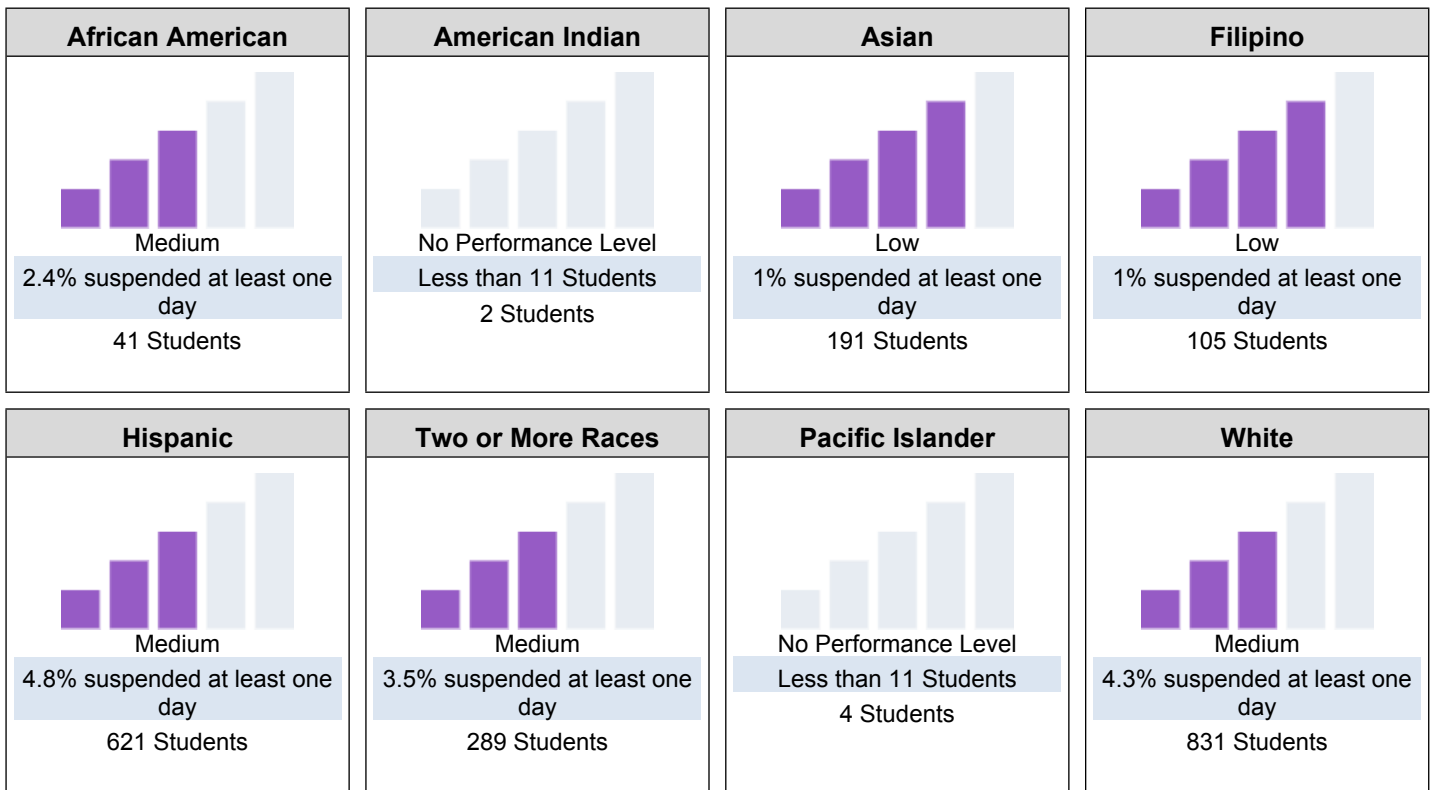 African American
Medium
2.4% suspended at least one
day
41 Students
American Indian
No Performance Level
Less than 11 Students
2 Students
Asian
Low
1% suspended at least one
day
191 Students
Filipino
Low
1% suspended at least one
day
105 Students
Hispanic
Medium
4.8% suspended at least one
day
621 Students
Two or More Races
Medium
3.5% suspended at least one
day
289 Students
Pacific Islander
No Performance Level
Less than 11 Students
4 Students
White
Medium
4.3% suspended at least one
day
831 Students